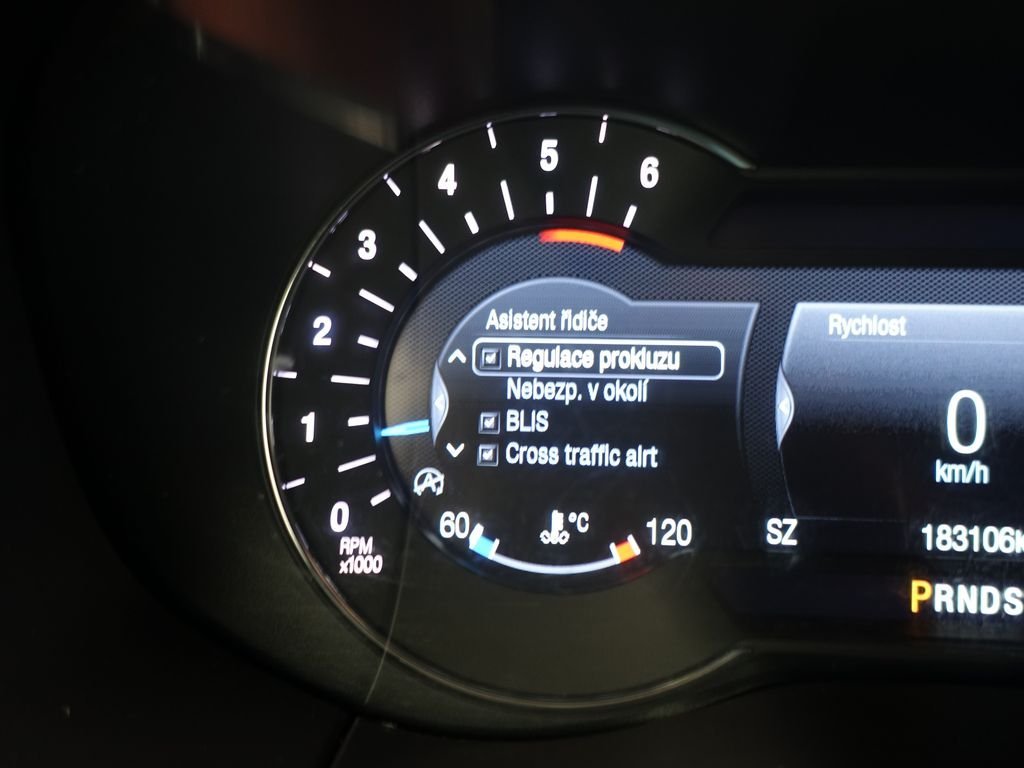 5
4
6
3
2
1
0
RPM
x1000
Asistent řidiče
Regulace prokluzu
Nebezp. v okolí
BLIS
Cross traffic alrt
60
°C
120
Rychlost
0
km/h
SZ
183106k
PRNDS